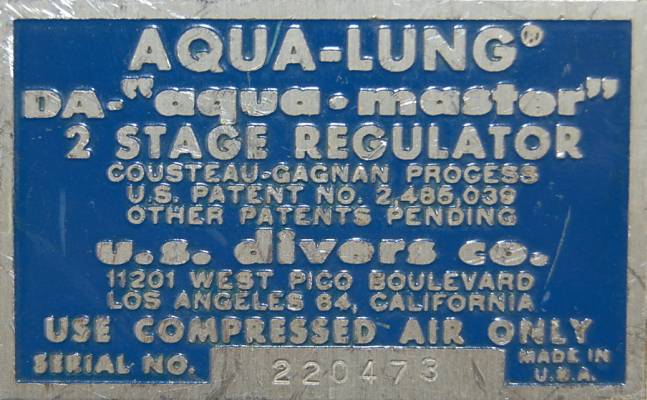 AQUA-LUNG®
DA-"aqua·master"
2 STAGE REGULATOR
COUSTEAU-GAGNAN PROCESS
U.S. PATENT NO. 2,485,039
OTHER PATENTS PENDING
u.s. divers co.
11201 WEST PICO BOULEVARD
LOS ANGELES 64, CALIFORNIA
USE COMPRESSED AIR ONLY
SERIAL NO. 220473
MADE IN
U.S.A.